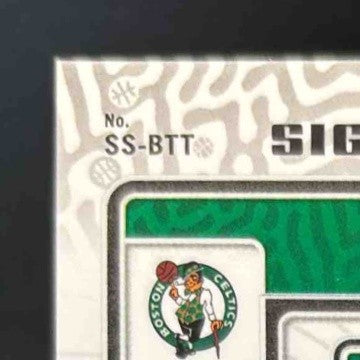 No.
SS-BTT
SIG
BOSTON
CELTICS